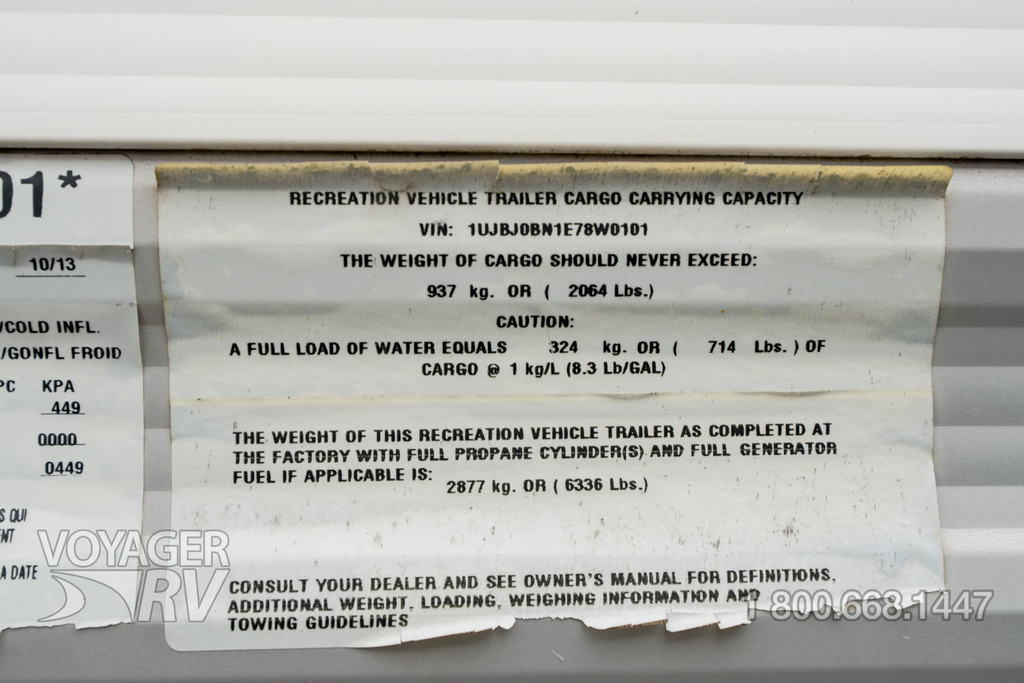 01*
10/13
/COLD INFL.
/GONFL FROID
PC KPA
449
0000
0449
S QUI
ENT
A DATE
RECREATION VEHICLE TRAILER CARGO CARRYING CAPACITY
VIN: 1UJBJ0BN1E78W0101
THE WEIGHT OF CARGO SHOULD NEVER EXCEED:
937 kg. OR ( 2064 Lbs.)
CAUTION:
A FULL LOAD OF WATER EQUALS 324 kg. OR ( 714 Lbs. ) OF
CARGO @ 1 kg/L (8.3 Lb/GAL)
THE WEIGHT OF THIS RECREATION VEHICLE TRAILER AS COMPLETED AT
THE FACTORY WITH FULL PROPANE CYLINDER(S) AND FULL GENERATOR
FUEL IF APPLICABLE IS:
2877 kg. OR ( 6336 Lbs.)
CONSULT YOUR DEALER AND SEE OWNER'S MANUAL FOR DEFINITIONS,
ADDITIONAL WEIGHT, LOADING, WEIGHING INFORMATION AND
TOWING GUIDELINES
VOYAGER
RV
1 800.668.1447